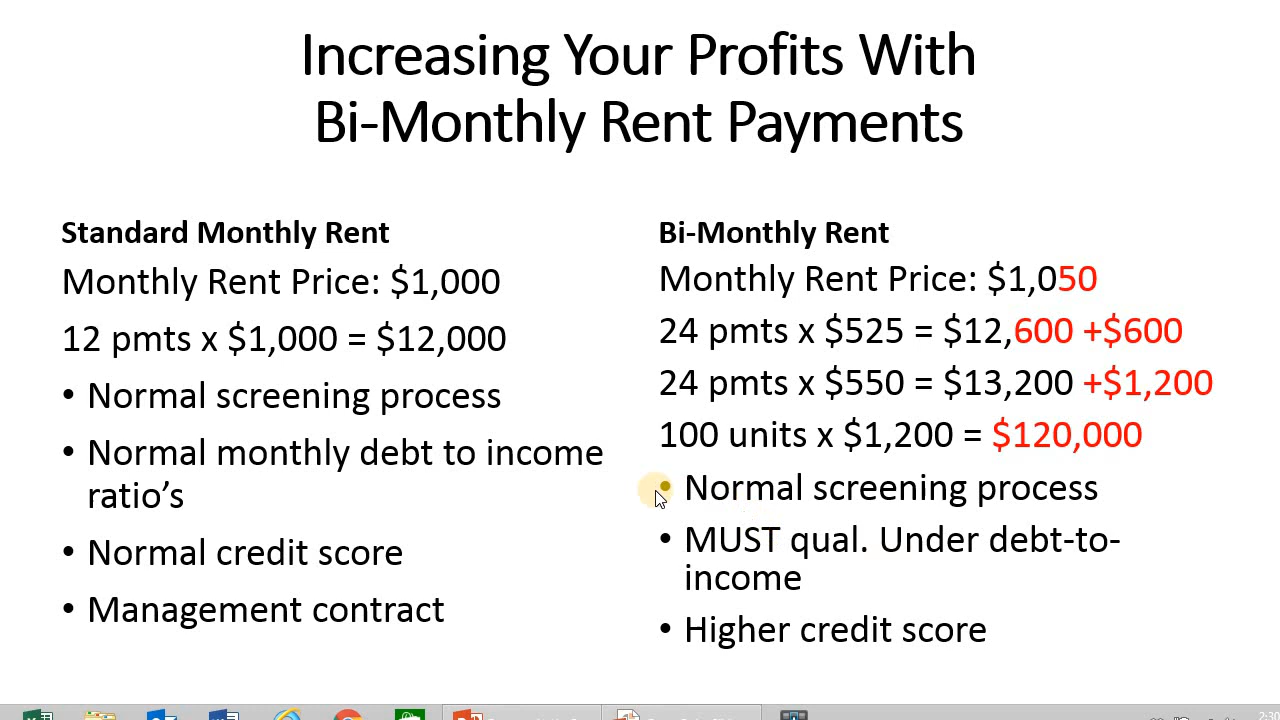 Increasing Your Profits With
Bi-Monthly Rent Payments
Standard Monthly Rent
Monthly Rent Price: $1,000
12 pmts x $1,000 = $12,000
• Normal screening process
• Normal monthly debt to income
ratio’s
• Normal credit score
• Management contract
Bi-Monthly Rent
Monthly Rent Price: $1,050
24 pmts x $525 = $12,600 +$600
24 pmts x $550 = $13,200 +$1,200
100 units x $1,200 = $120,000
• Normal screening process
• MUST qual. Under debt-to-
income
• Higher credit score